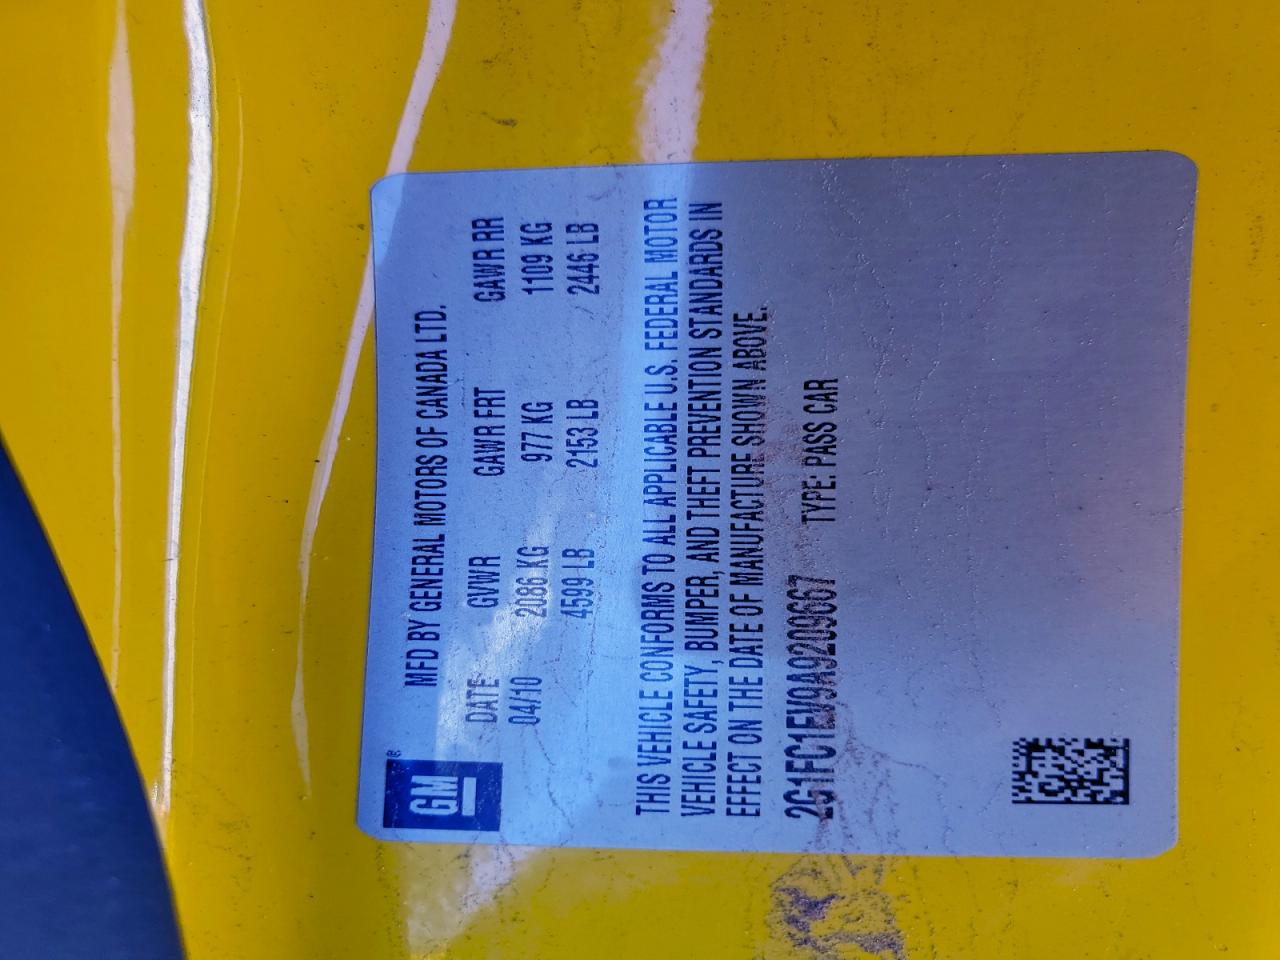 GM ®
MFD BY GENERAL MOTORS OF CANADA LTD.
DATE GVWR GAWR FRT GAWR RR
04/10 2086 KG 977 KG 1109 KG
4599 LB 2153 LB 2446 LB
THIS VEHICLE CONFORMS TO ALL APPLICABLE U.S. FEDERAL MOTOR
VEHICLE SAFETY, BUMPER, AND THEFT PREVENTION STANDARDS IN
EFFECT ON THE DATE OF MANUFACTURE SHOWN ABOVE.
2G1FC1EV9A9209667 TYPE: PASS CAR